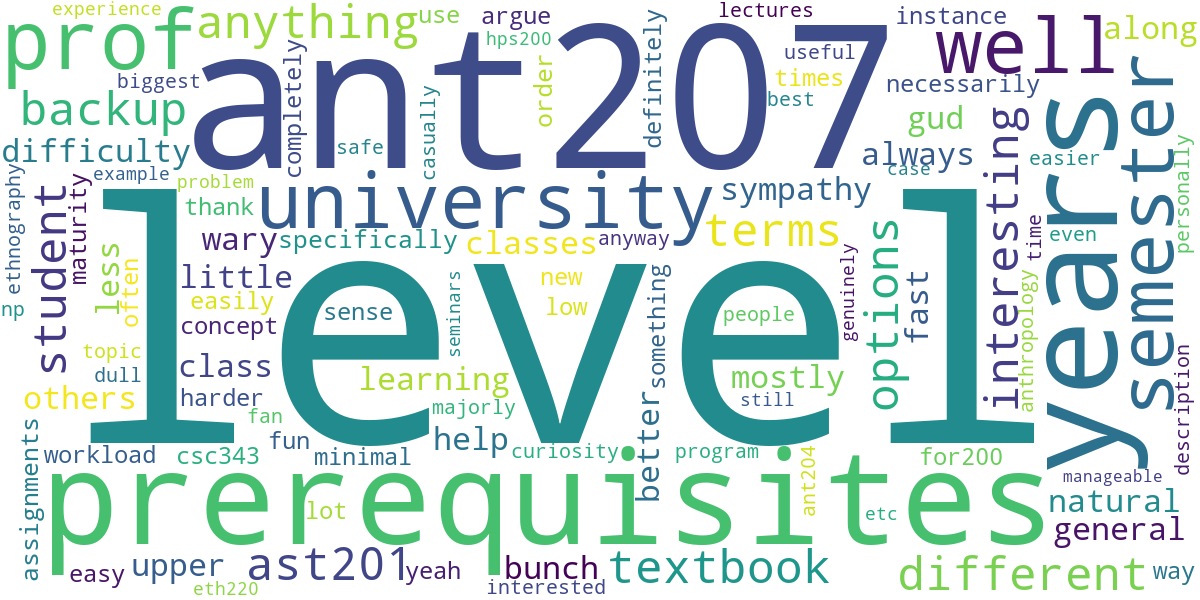 experience
prof
anything
ant207
argue
hps200
lectures
instance
well
along
biggest
use
order
definitely
useful
times
best
necessarily
backup
completely
safe
casually
gud
difficulty
always
easier
personally
example
problem
university
sympathy
case
interesting
years
semester
ethnography
student
maturity
thank
wary
specifically
classes
anyway
terms
options
time
even
less
often
little
sense
seminars
new
low
something
people
genuinely
fast
anthropology
np
easily
concept
level
topic
dull
class
learning
mostly
description
others
harder
fan
majorly
better
still
assignments
workload
csc343
fun
minimal
help
curiosity
program
ant204
for200
manageable
prerequisites
lot
etc
natural
general
easy
upper
ast201
yeah
bunch
textbook
different
way
eth220
interested